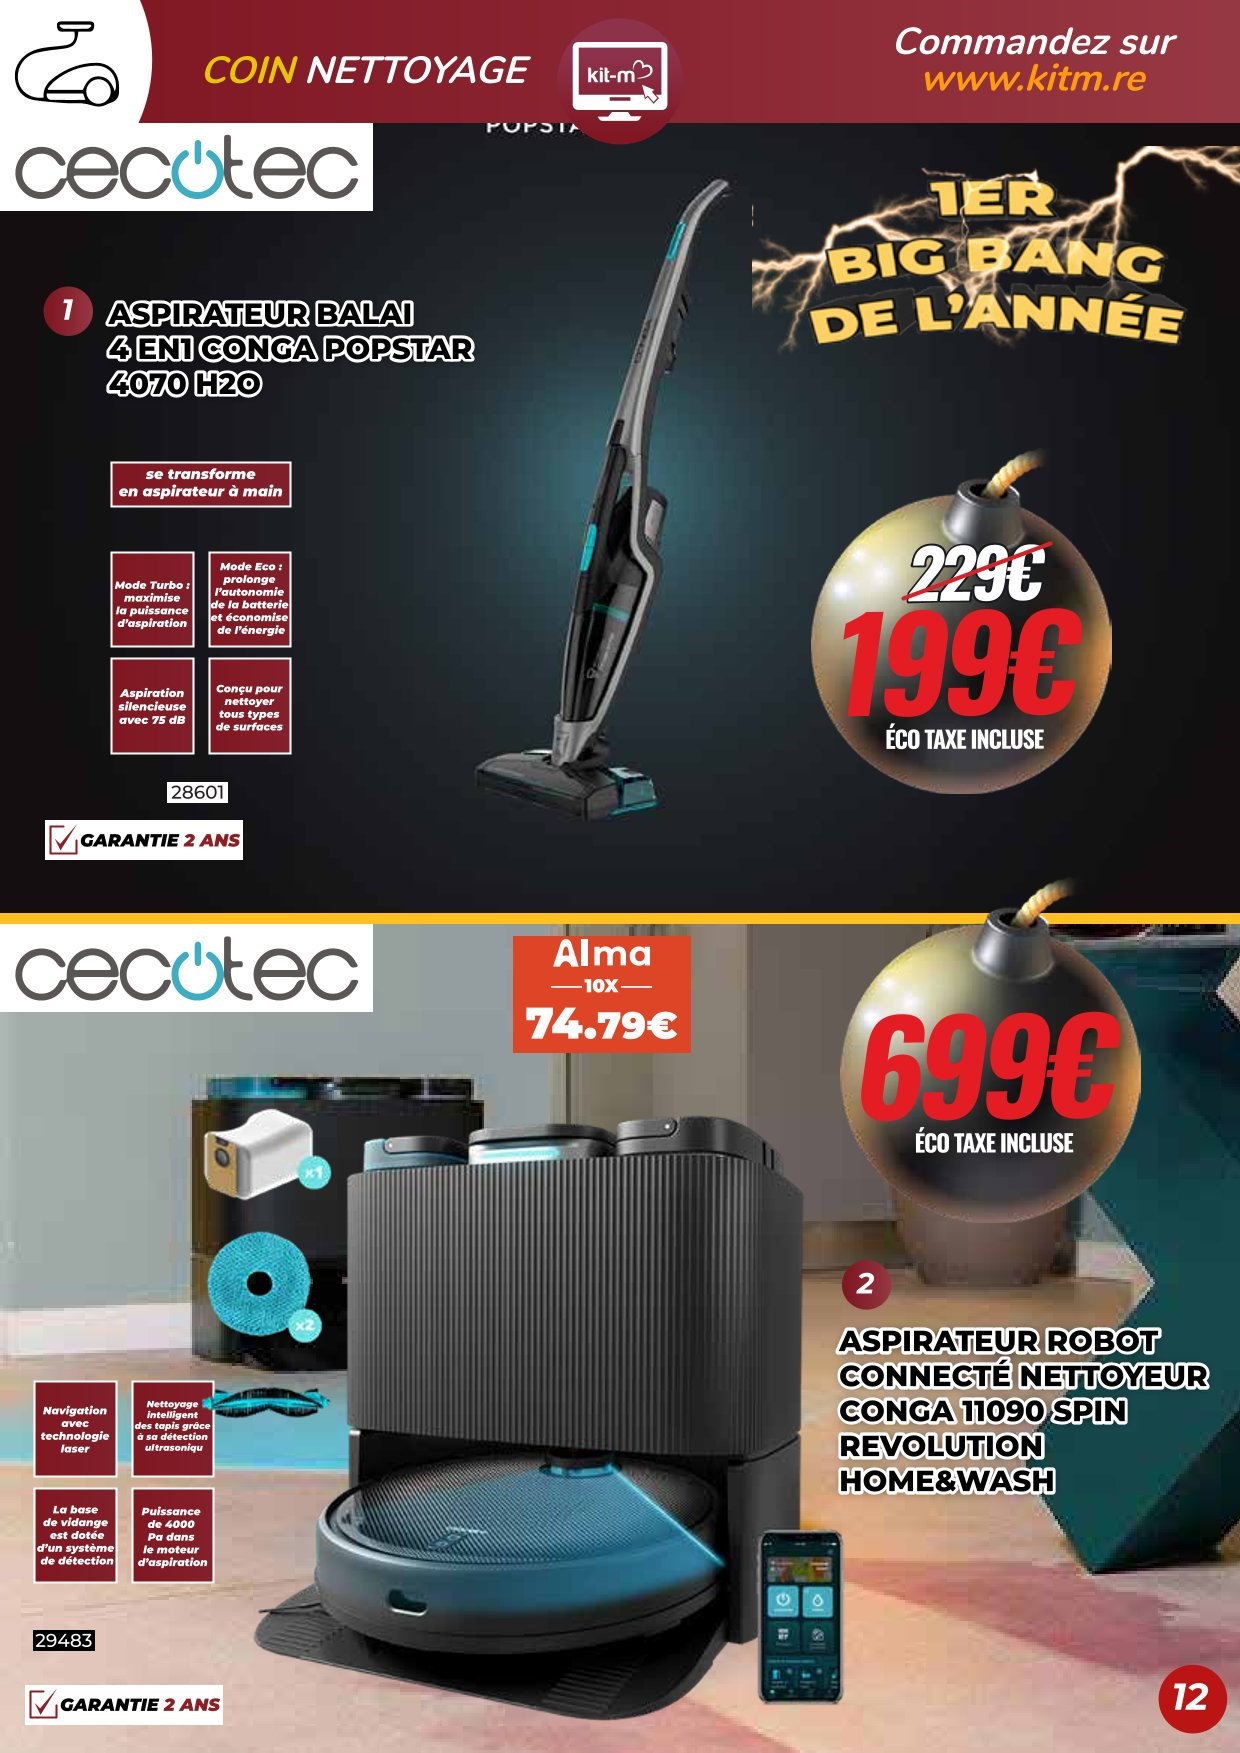 COIN NETTOYAGE
kit-m
Commandez sur
www.kitm.re
cecotec
1ER
BIG BANG
DE L'ANNÉE
1
ASPIRATEUR BALAI
4 EN1 CONGA POPSTAR
4070 H2O
se transforme
en aspirateur à main
Mode Turbo :
maximise
la puissance
d'aspiration
Mode Eco :
prolonge
l'autonomie
de la batterie
et économise
de l'énergie
Aspiration
silencieuse
avec 75 dB
Conçu pour
nettoyer
tous types
de surfaces
28601
GARANTIE 2 ANS
229€
199€
ÉCO TAXE INCLUSE
cecotec
Alma
10X
74.79€
699€
ÉCO TAXE INCLUSE
x1
x2
2
ASPIRATEUR ROBOT
CONNECTÉ NETTOYEUR
CONGA 11090 SPIN
REVOLUTION
HOME&WASH
Navigation
avec
technologie
laser
Nettoyage
intelligent
des tapis grâce
à sa détection
ultrasoniqu
La base
de vidange
est dotée
d'un système
de détection
Puissance
de 4000
Pa dans
le moteur
d'aspiration
29483
GARANTIE 2 ANS
12